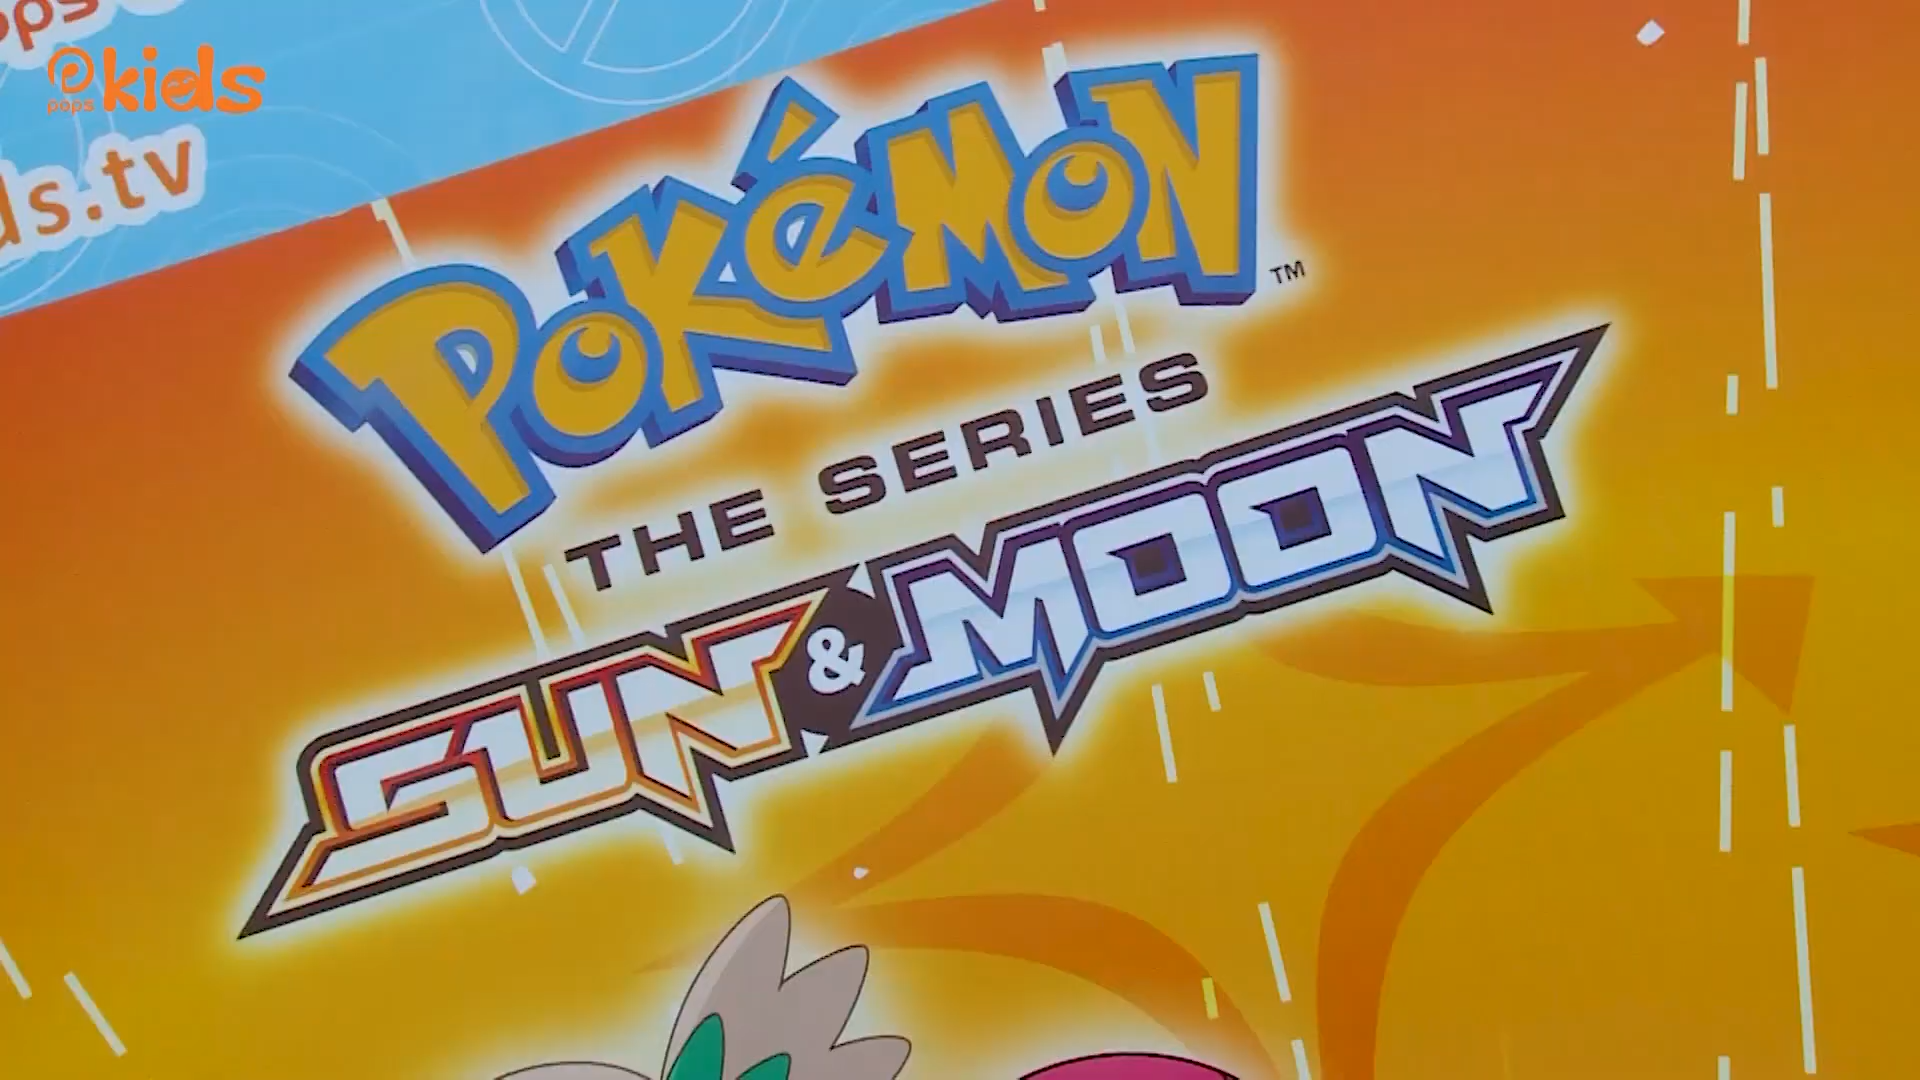 pops kids
ds.tv
POKéMON
TM
THE SERIES
SUN & MOON